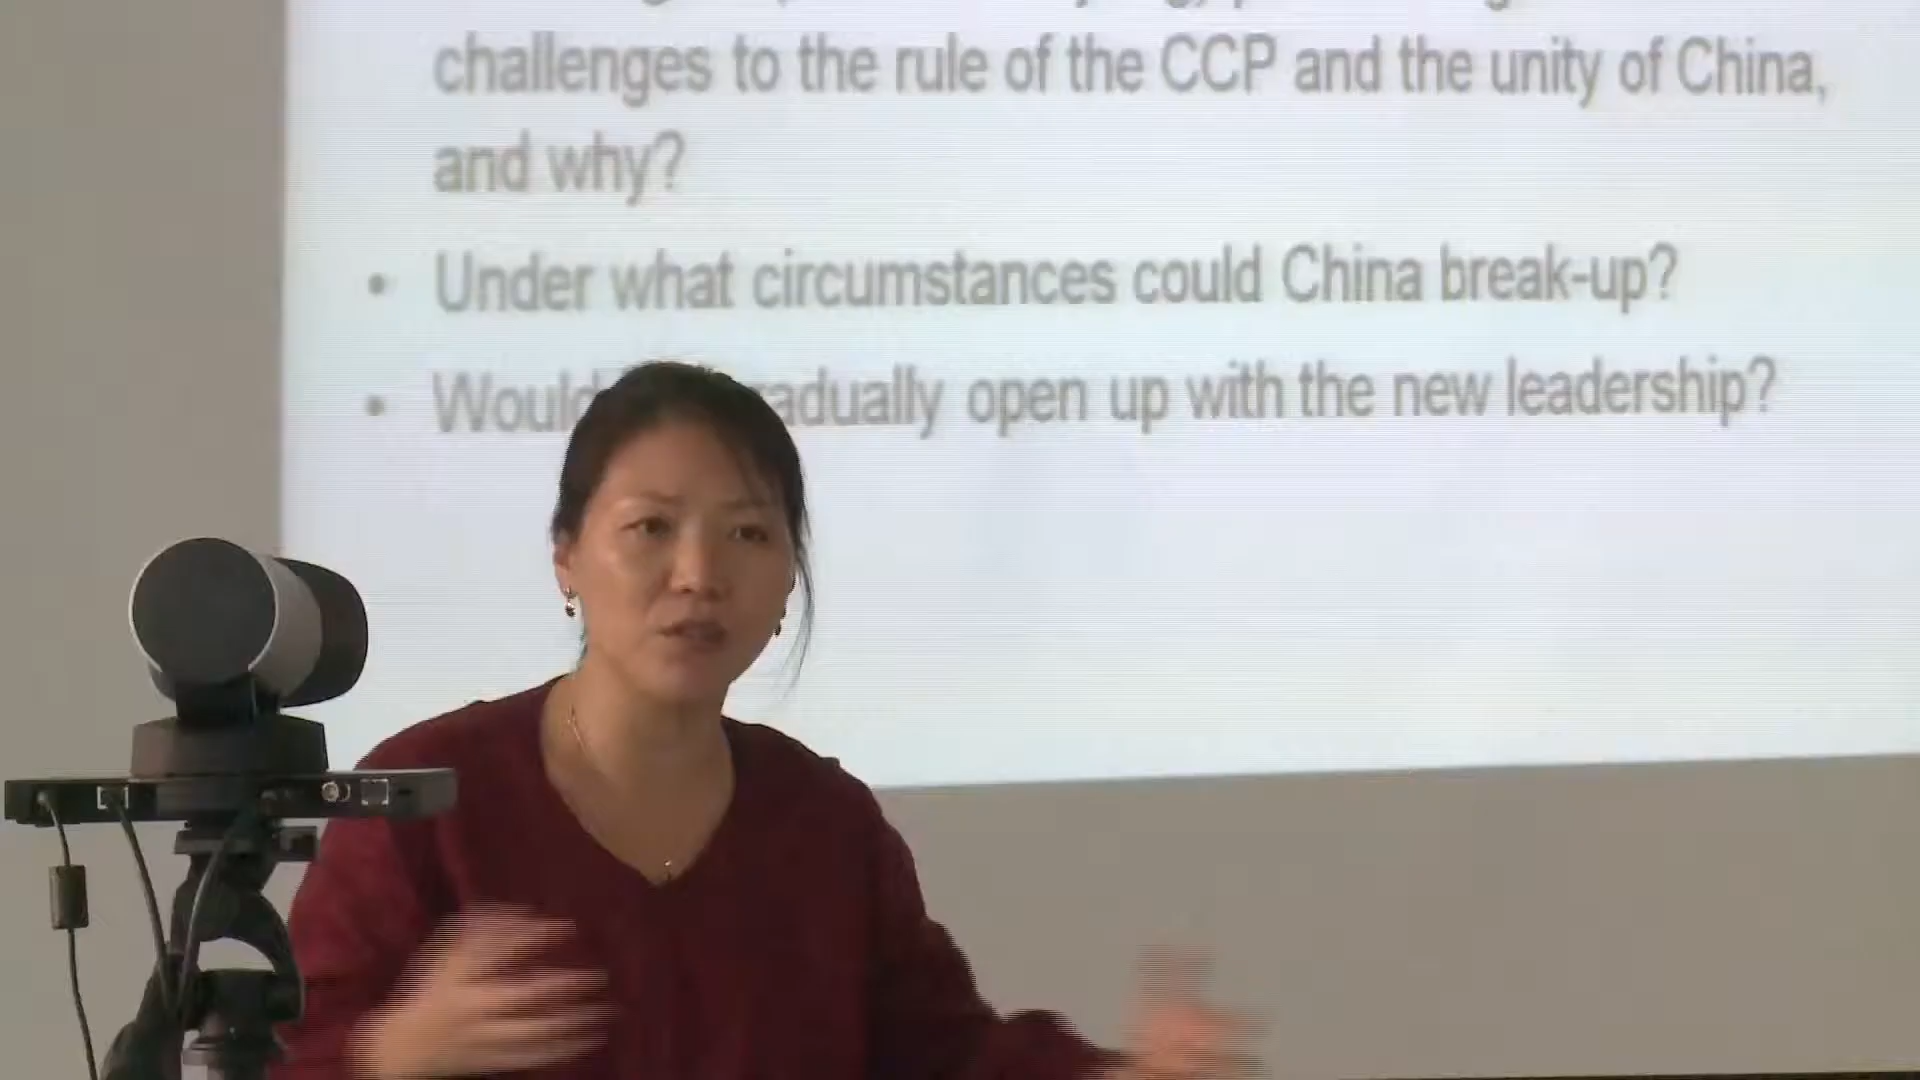 challenges to the rule of the CCP and the unity of China,
and why?
• Under what circumstances could China break-up?
• Would gradually open up with the new leadership?